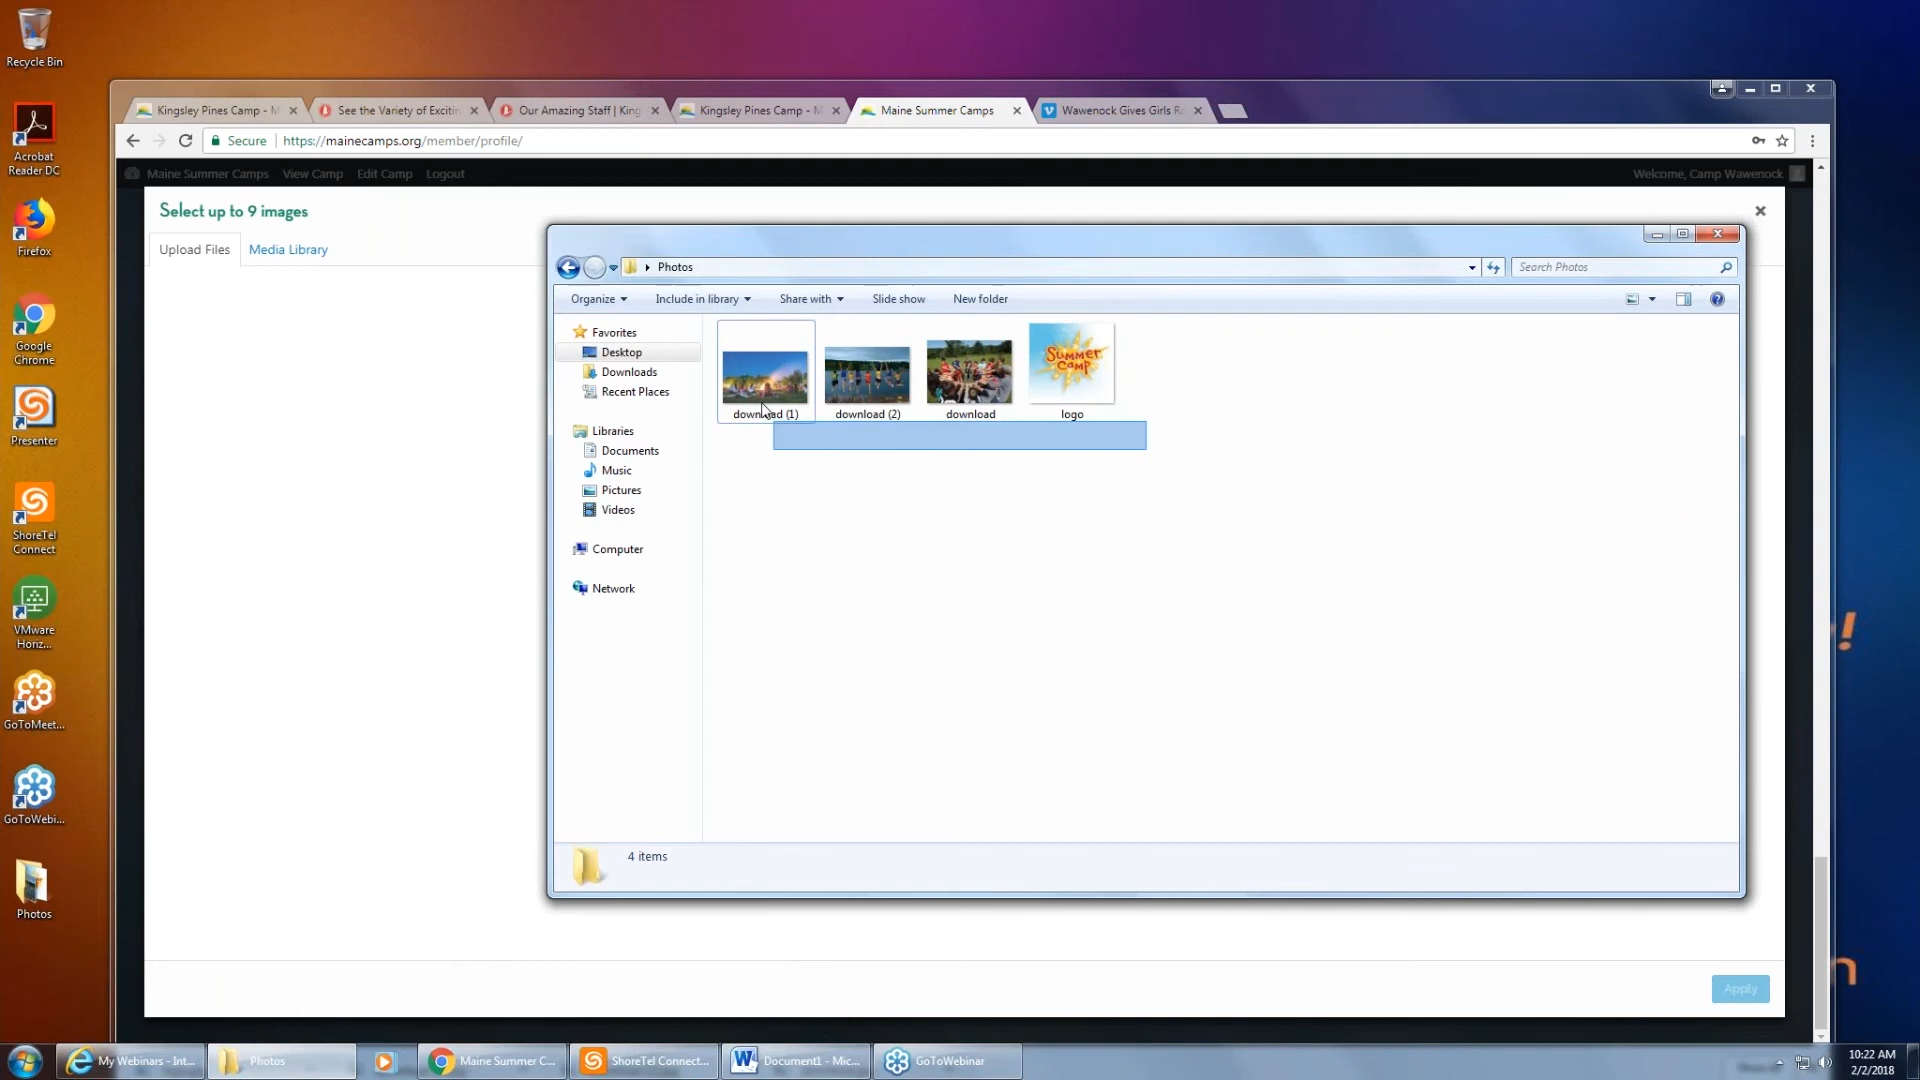 Recycle Bin
Acrobat
Reader DC
Firefox
Google
Chrome
Presenter
ShoreTel
Connect
VMware
Horiz...
GoToMeet...
GoToWebi...
Photos
Kingsley Pines Camp - M
See the Variety of Excitin
Our Amazing Staff | King
Kingsley Pines Camp - M
Maine Summer Camps
Wawenock Gives Girls R
Secure
https://mainecamps.org/member/profile/
Maine Summer Camps
View Camp
Edit Camp
Logout
Welcome, Camp Wawenock
Select up to 9 images
Upload Files
Media Library
Photos
Search Photos
Organize
Include in library
Share with
Slide show
New folder
Favorites
Desktop
Downloads
Recent Places
Libraries
Documents
Music
Pictures
Videos
Computer
Network
SUMMER
CAMP
download (1)
download (2)
download
logo
4 items
Apply
y!
n
My Webinars - Int...
Photos
Maine Summer C...
ShoreTel Connect...
Document1 - Mic...
GoToWebinar
10:22 AM
2/2/2018